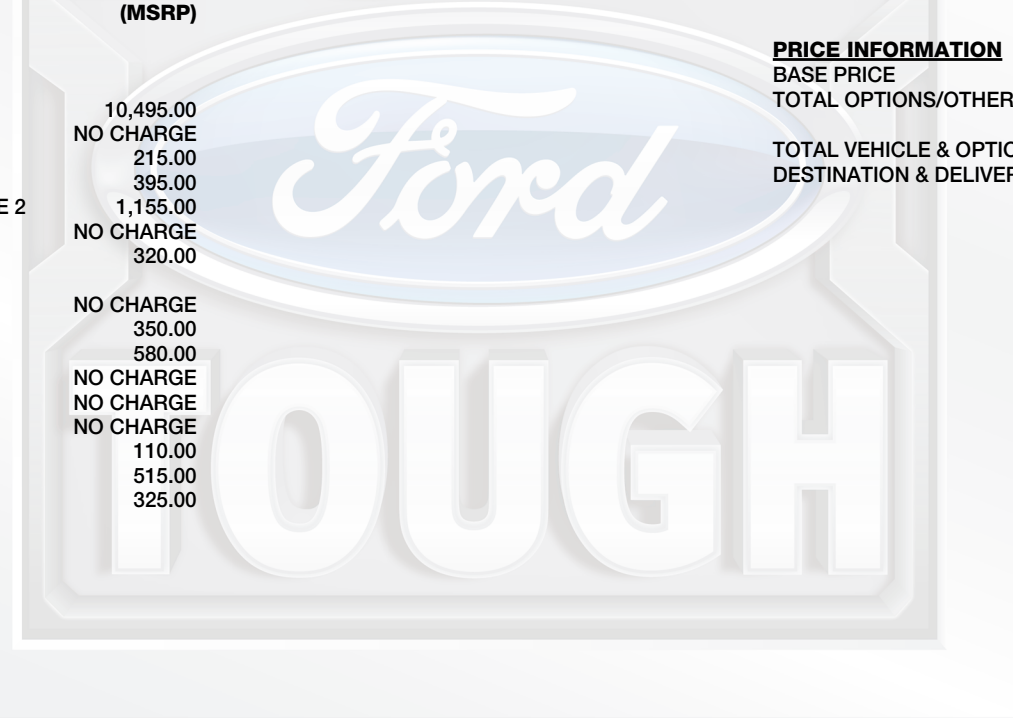 (MSRP)
10,495.00
NO CHARGE
215.00
395.00
E 2 1,155.00
NO CHARGE
320.00
NO CHARGE
350.00
580.00
NO CHARGE
NO CHARGE
NO CHARGE
110.00
515.00
325.00
PRICE INFORMATION
BASE PRICE
TOTAL OPTIONS/OTHER
TOTAL VEHICLE & OPTIO
DESTINATION & DELIVER
Ford
TOUGH